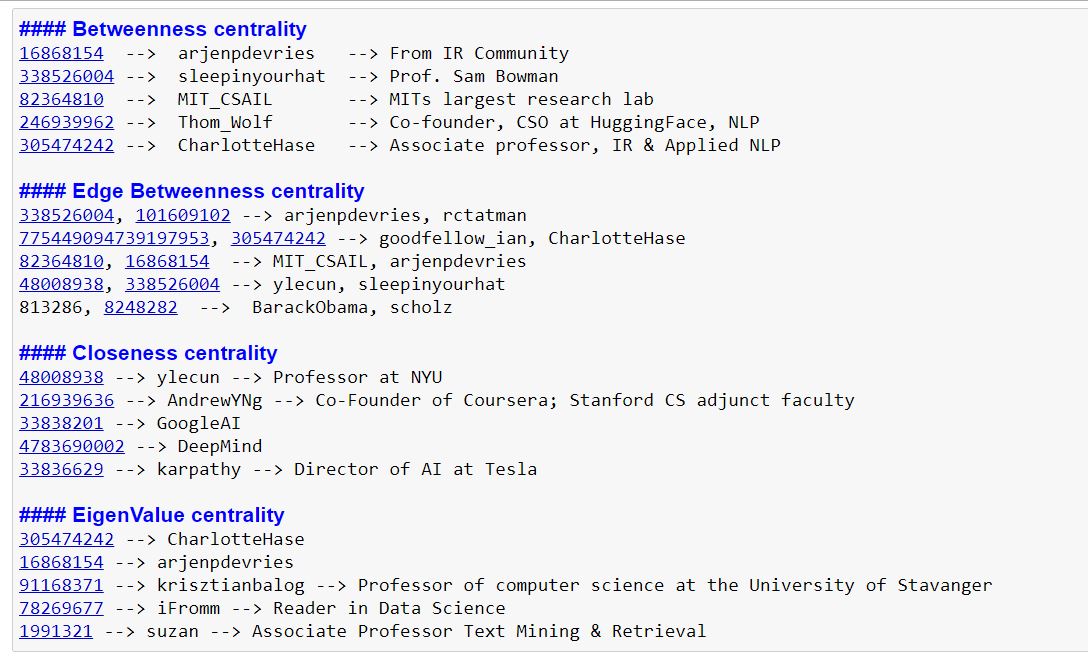 #### Betweenness centrality
16868154 --> arjenpdevries --> From IR Community
338526004 --> sleepinyourhat --> Prof. Sam Bowman
82364810 --> MIT_CSAIL --> MITs largest research lab
246939962 --> Thom_Wolf --> Co-founder, CSO at HuggingFace, NLP
305474242 --> CharlotteHase --> Associate professor, IR & Applied NLP
#### Edge Betweenness centrality
338526004, 101609102 --> arjenpdevries, rctatman
775449094739197953, 305474242 --> goodfellow_ian, CharlotteHase
82364810, 16868154 --> MIT_CSAIL, arjenpdevries
48008938, 338526004 --> ylecun, sleepinyourhat
813286, 8248282 --> BarackObama, scholz
#### Closeness centrality
48008938 --> ylecun --> Professor at NYU
216939636 --> AndrewYNg --> Co-Founder of Coursera; Stanford CS adjunct faculty
33838201 --> GoogleAI
4783690002 --> DeepMind
33836629 --> karpathy --> Director of AI at Tesla
#### EigenValue centrality
305474242 --> CharlotteHase
16868154 --> arjenpdevries
91168371 --> krisztianbalog --> Professor of computer science at the University of Stavanger
78269677 --> iFromm --> Reader in Data Science
1991321 --> suzan --> Associate Professor Text Mining & Retrieval